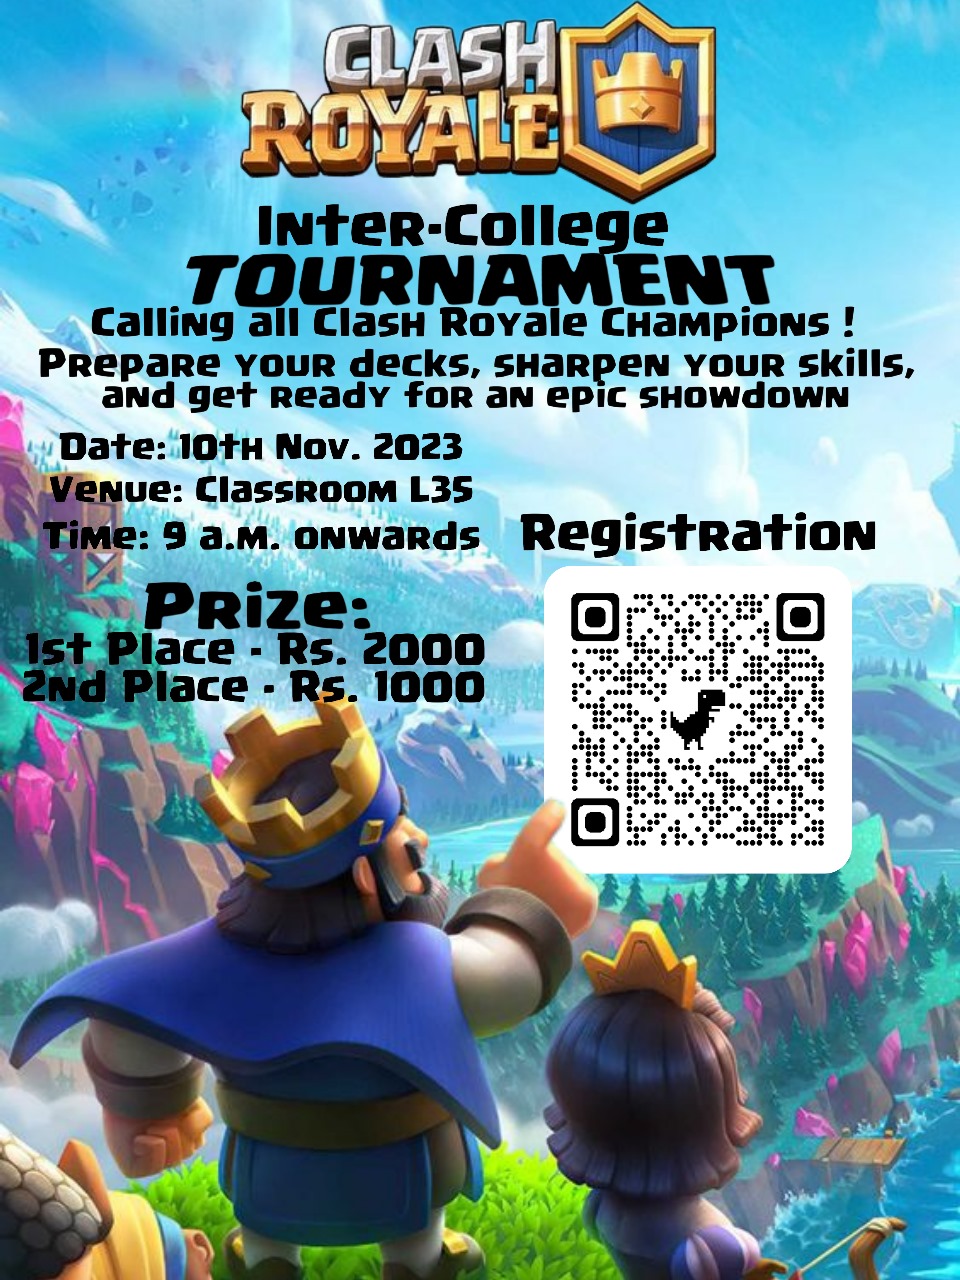 CLASH
ROYALE
Inter-College
TOURNAMENT
Calling all Clash Royale Champions !
Prepare your decks, sharpen your skills,
and get ready for an epic showdown
Date: 10th Nov. 2023
Venue: Classroom L35
Time: 9 a.m. onwards
Registration
Prize:
1st Place - Rs. 2000
2nd Place - Rs. 1000